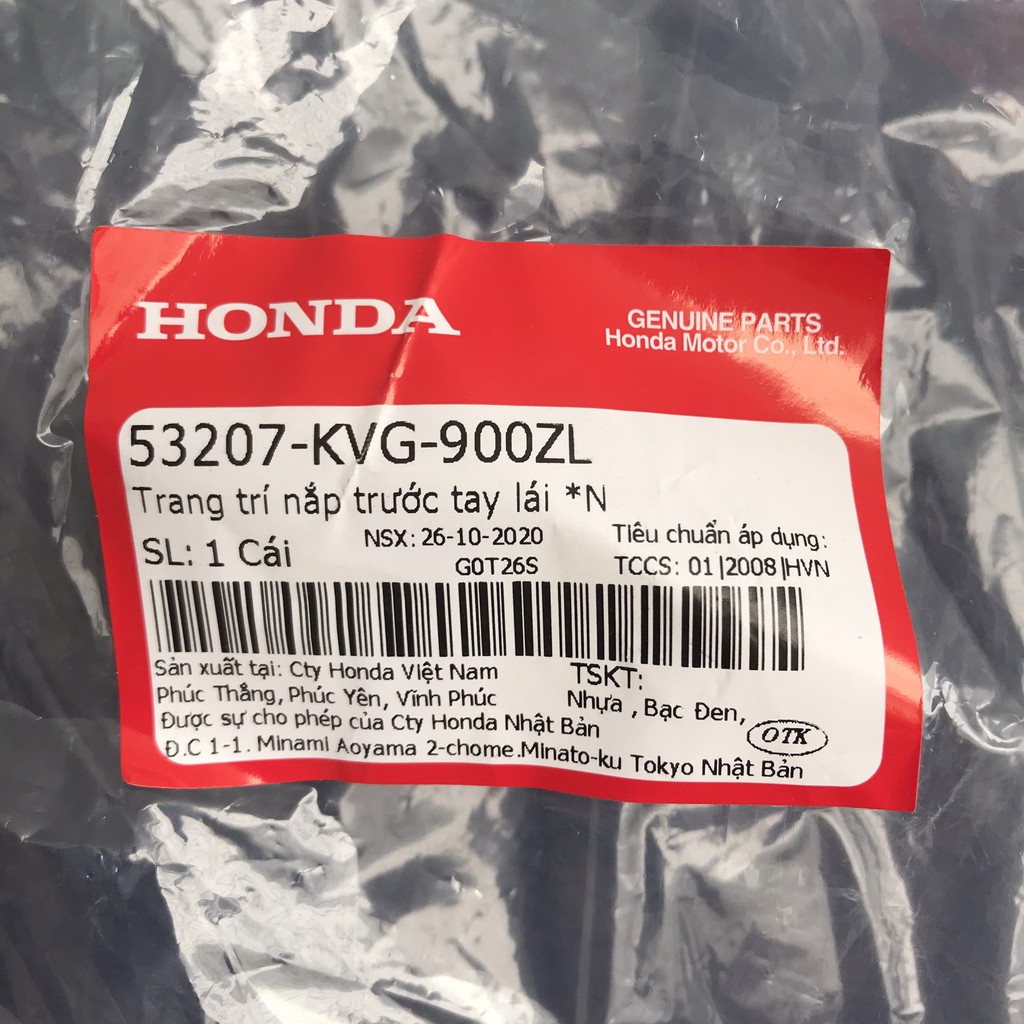 HONDA
GENUINE PARTS
Honda Motor Co., Ltd.
53207-KVG-900ZL
Trang trí nắp trước tay lái *N
SL: 1 Cái
NSX: 26-10-2020
G0T26S
Tiêu chuẩn áp dụng:
TCCS: 01|2008|HVN
Sản xuất tại: Cty Honda Việt Nam
Phúc Thắng, Phúc Yên, Vĩnh Phúc
Được sự cho phép của Cty Honda Nhật Bản
Đ.C 1-1. Minami Aoyama 2-chome.Minato-ku Tokyo Nhật Bản
TSKT:
Nhựa , Bạc Đen,
OTK